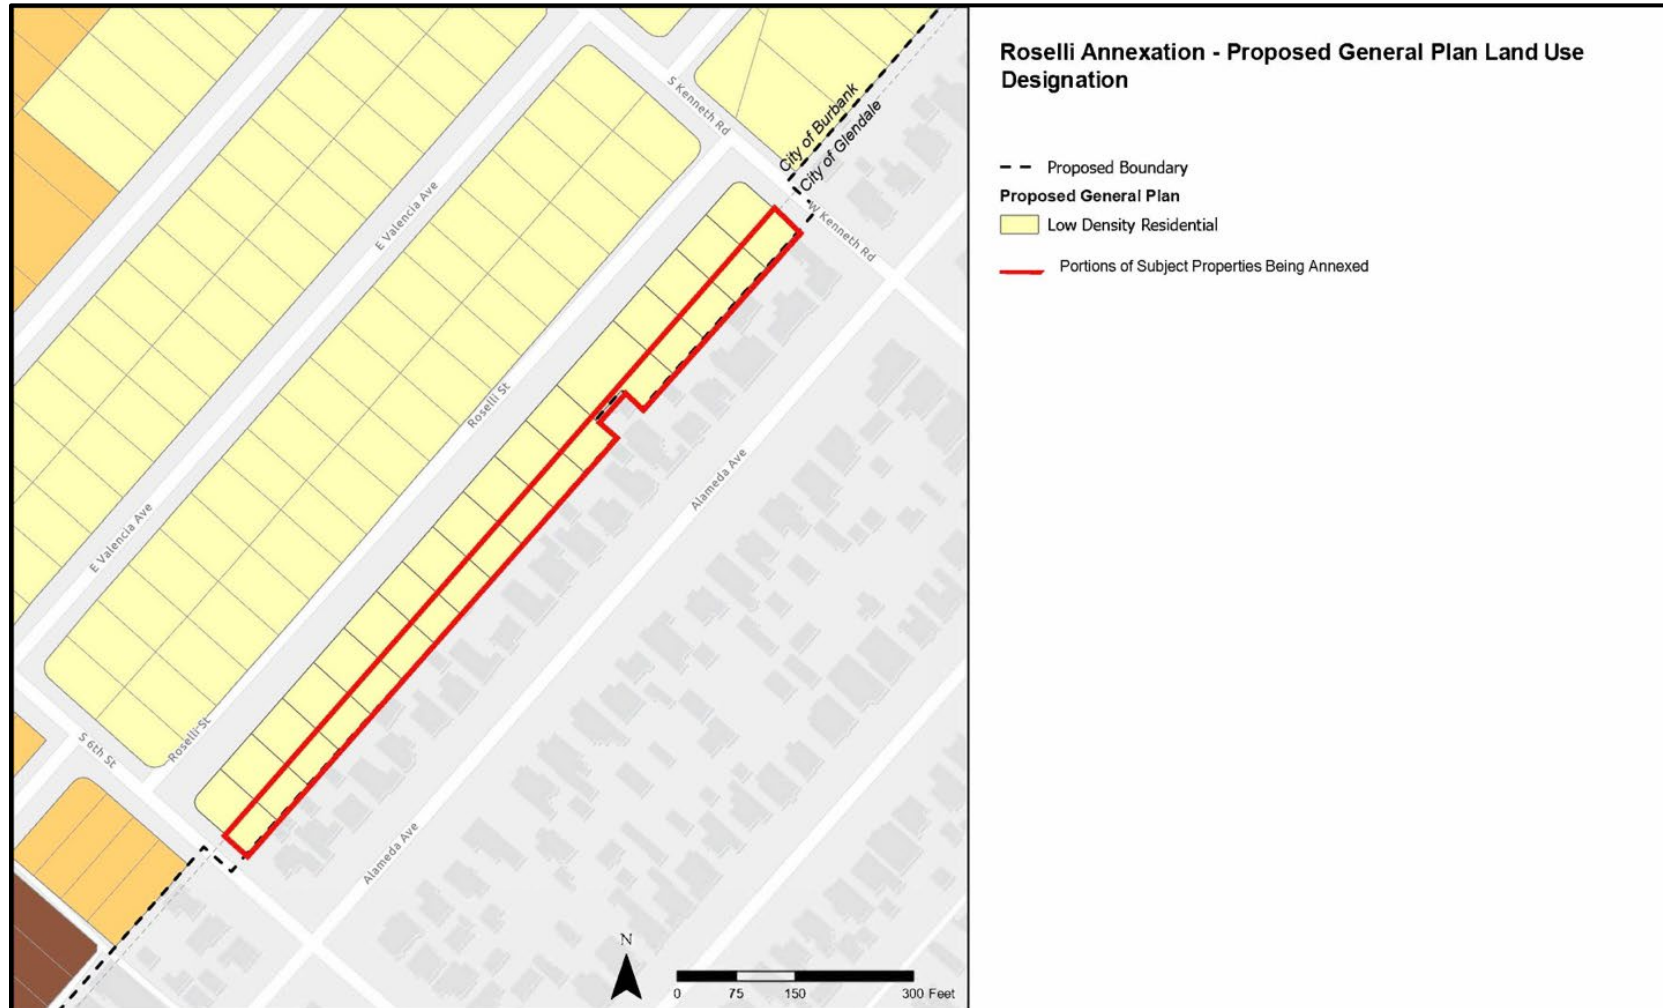 Roselli Annexation - Proposed General Plan Land Use
Designation
Proposed Boundary
Proposed General Plan
Low Density Residential
Portions of Subject Properties Being Annexed
S Kenneth Rd
City of Burbank
City of Glendale
W Kenneth Rd
E Valencia Ave
Roselli St
Alameda Ave
E Valencia Ave
Roselli St
S 6th St
Alameda Ave
N
0 75 150 300 Feet